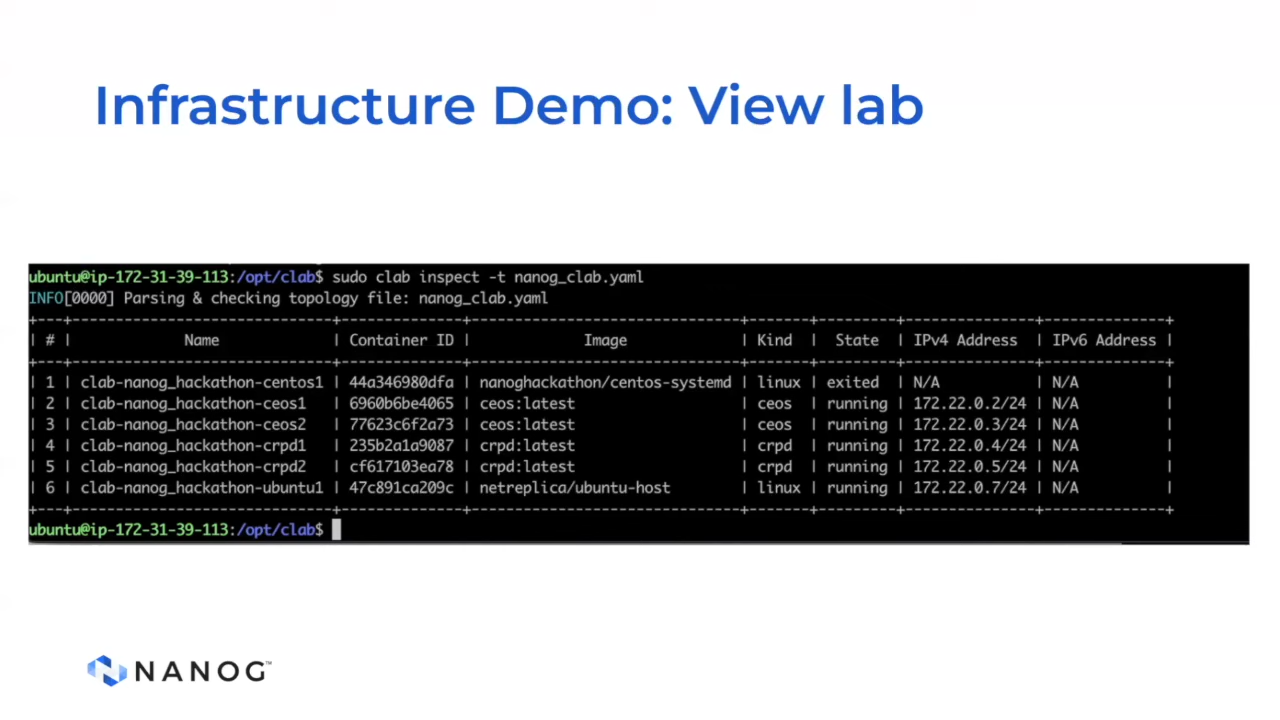 Infrastructure Demo: View lab
ubuntu@ip-172-31-39-113:/opt/clab$ sudo clab inspect -t nanog_clab.yaml
INFO[0000] Parsing & checking topology file: nanog_clab.yaml
+---+-------------------------------+--------------+---------------------------------+-------+---------+---------------+--------------+
| # | Name | Container ID | Image | Kind | State | IPv4 Address | IPv6 Address |
+---+-------------------------------+--------------+---------------------------------+-------+---------+---------------+--------------+
| 1 | clab-nanog_hackathon-centos1 | 44a346980dfa | nanoghackathon/centos-systemd | linux | exited | N/A | N/A |
| 2 | clab-nanog_hackathon-ceos1 | 6960b6be4065 | ceos:latest | ceos | running | 172.22.0.2/24 | N/A |
| 3 | clab-nanog_hackathon-ceos2 | 77623c6f2a73 | ceos:latest | ceos | running | 172.22.0.3/24 | N/A |
| 4 | clab-nanog_hackathon-crpd1 | 235b2a1a9087 | crpd:latest | crpd | running | 172.22.0.4/24 | N/A |
| 5 | clab-nanog_hackathon-crpd2 | cf617103ea78 | crpd:latest | crpd | running | 172.22.0.5/24 | N/A |
| 6 | clab-nanog_hackathon-ubuntu1 | 47c891ca209c | netreplica/ubuntu-host | linux | running | 172.22.0.7/24 | N/A |
+---+-------------------------------+--------------+---------------------------------+-------+---------+---------------+--------------+
ubuntu@ip-172-31-39-113:/opt/clab$
NANOG™